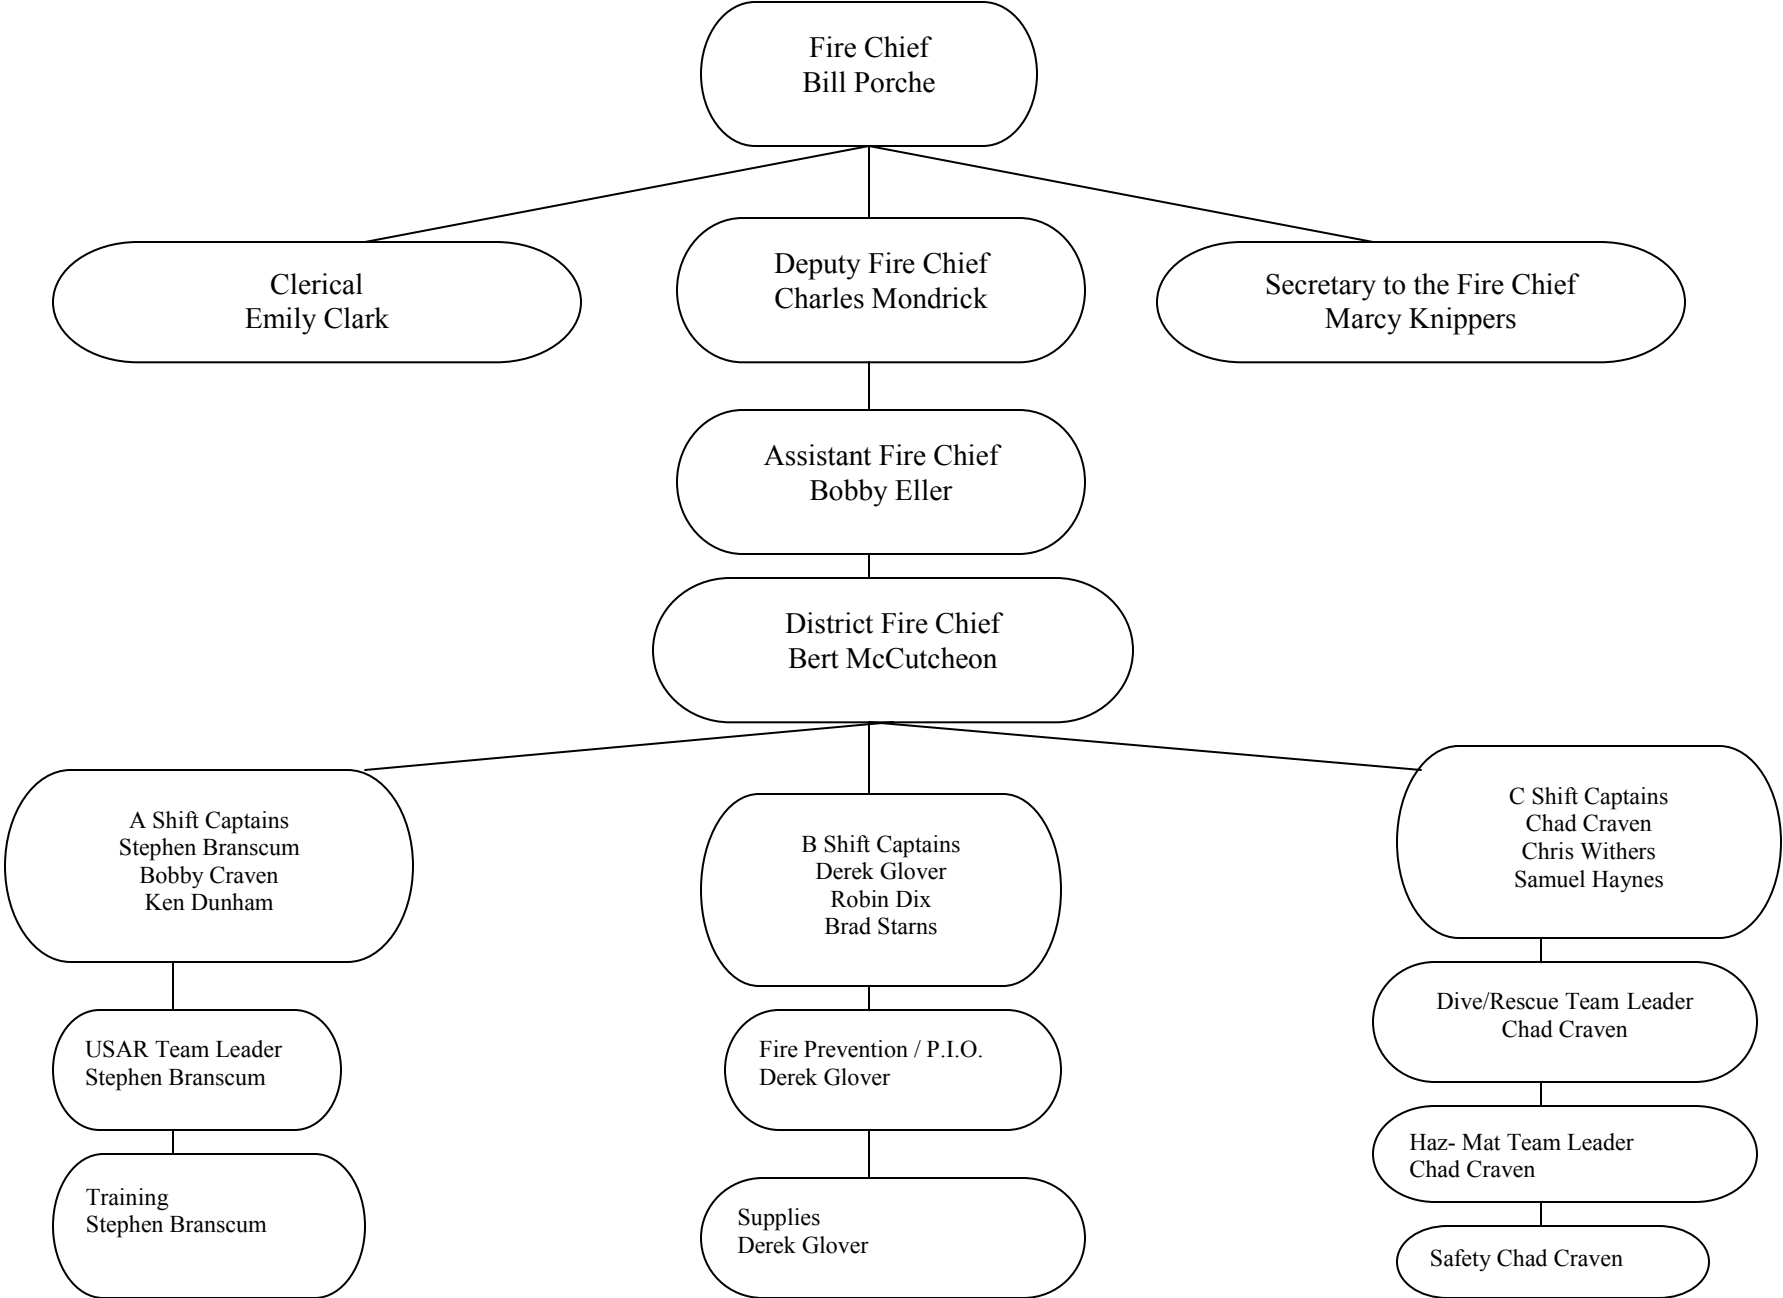 Fire Chief
Bill Porche
Clerical
Emily Clark
Deputy Fire Chief
Charles Mondrick
Secretary to the Fire Chief
Marcy Knippers
Assistant Fire Chief
Bobby Eller
District Fire Chief
Bert McCutcheon
A Shift Captains
Stephen Branscum
Bobby Craven
Ken Dunham
B Shift Captains
Derek Glover
Robin Dix
Brad Starns
C Shift Captains
Chad Craven
Chris Withers
Samuel Haynes
USAR Team Leader
Stephen Branscum
Training
Stephen Branscum
Fire Prevention / P.I.O.
Derek Glover
Supplies
Derek Glover
Dive/Rescue Team Leader
Chad Craven
Haz- Mat Team Leader
Chad Craven
Safety Chad Craven